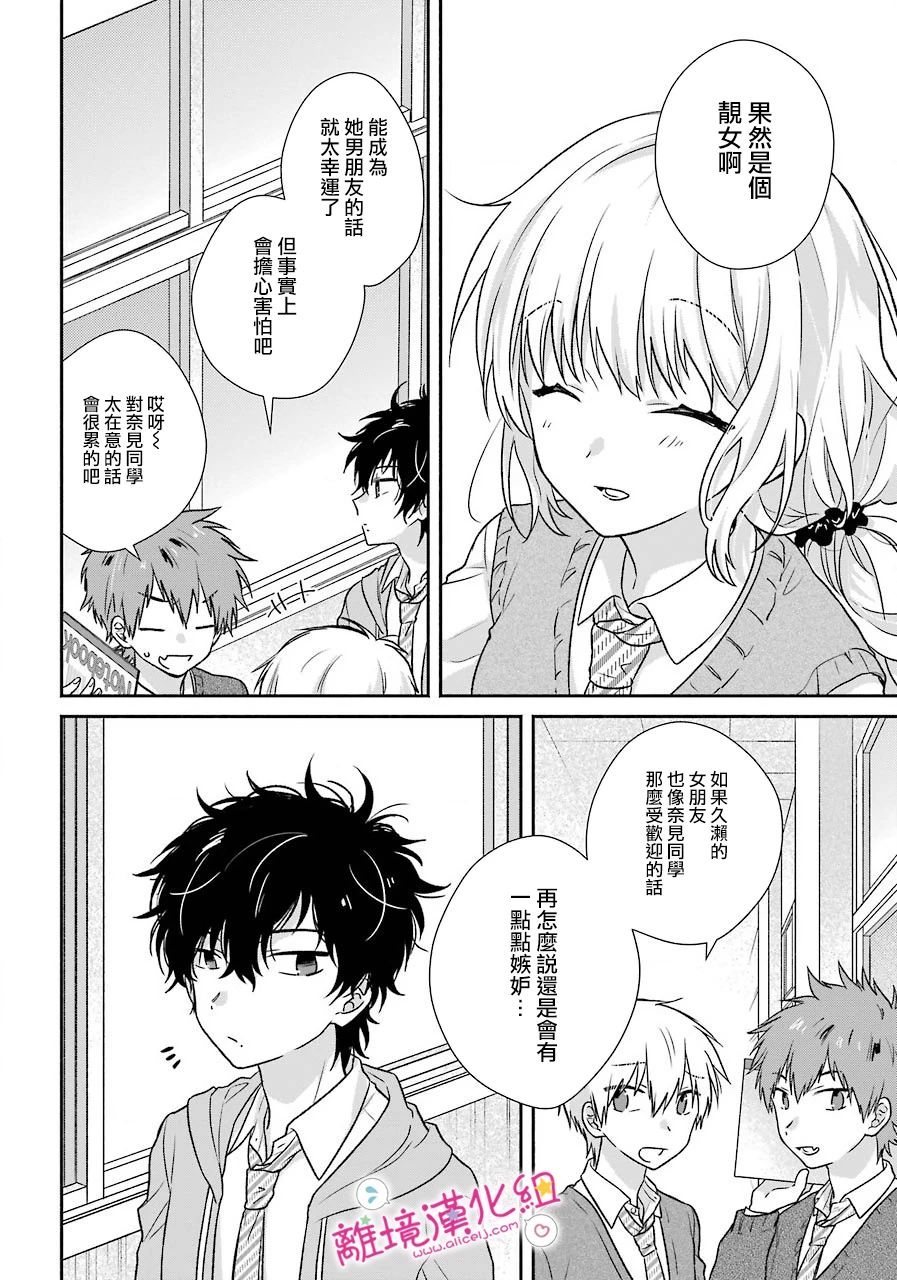 果然是個
靚女啊
能成為
她男朋友的話
就太幸運了
但事實上
會擔心害怕吧
哎呀~
對奈見同學
太在意的話
會很累的吧
Notebook
如果久瀨的
女朋友
也像奈見同學
那麼受歡迎的話
再怎麼説還是會有
一點點嫉妒…
離境漢化組
www.alicelj.com